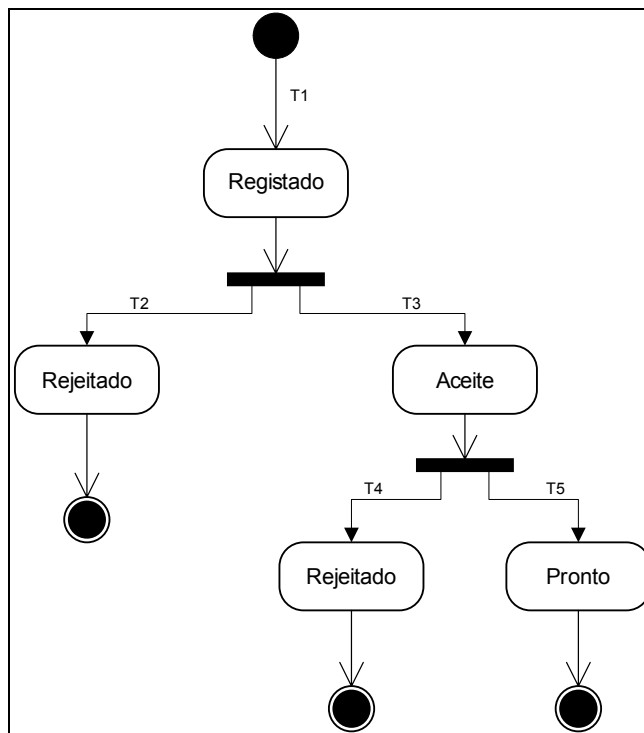 T1
Registado
T2
T3
Rejeitado
Aceite
T4
T5
Rejeitado
Pronto